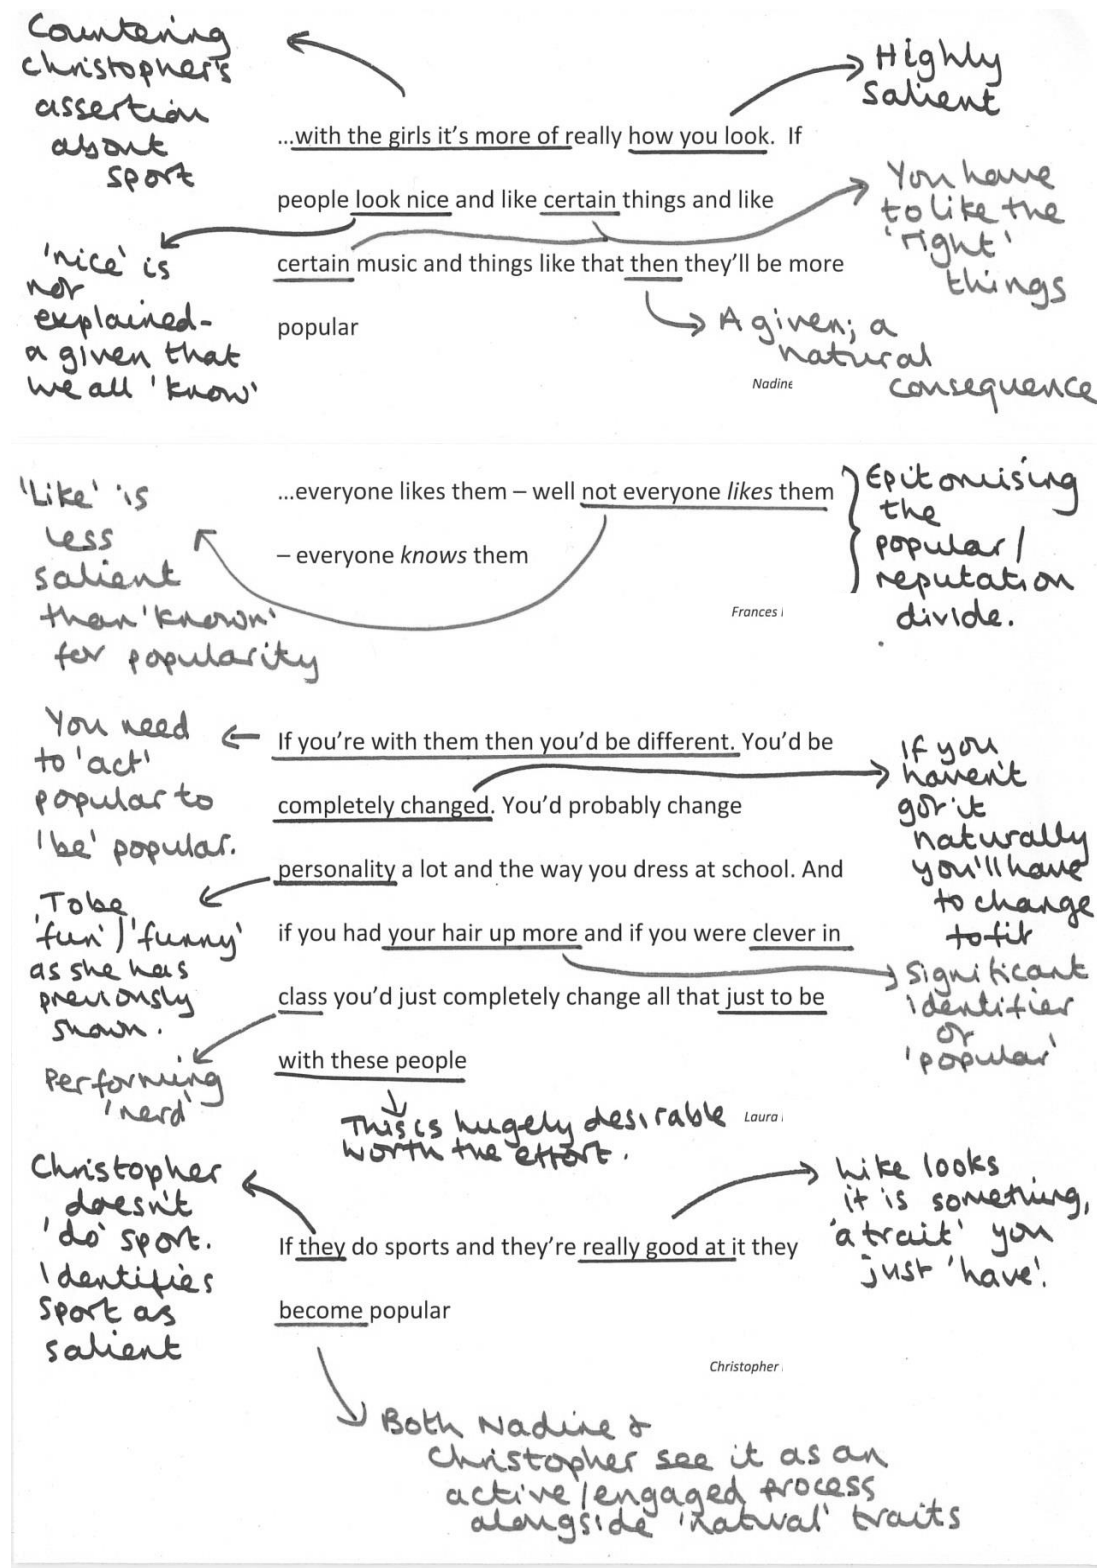 Countering
Christopher's
assertion
about
sport
Highly
Salient
...with the girls it's more of really how you look. If
people look nice and like certain things and like
certain music and things like that then they'll be more
popular
You have
to like the
'right'
things
'nice' is
not
explained-
a given that
we all 'know'
A given; a
natural
consequence
Nadine
'Like' is
less
salient
than 'known'
for popularity
...everyone likes them – well not everyone likes them
– everyone knows them
Epitomising
the
popular/
reputation
divide.
Frances
You need
to 'act'
popular to
'be' popular.
If you're with them then you'd be different. You'd be
completely changed. You'd probably change
personality a lot and the way you dress at school. And
if you had your hair up more and if you were clever in
class you'd just completely change all that just to be
with these people
If you
haven't
got it
naturally
you'll have
to change
to fit
To be
'fun'/'funny'
as she has
previously
shown.
Significant
identifier
of
'popular'
Performing
'nerd'
This is hugely desirable
worth the effort.
Laura
Christopher
doesn't
'do' sport.
Identifies
sport as
salient
If they do sports and they're really good at it they
become popular
Like looks
it is something,
'a trait' you
just 'have'.
Christopher
Both Nadine &
Christopher see it as an
active/engaged process
alongside 'natural' traits